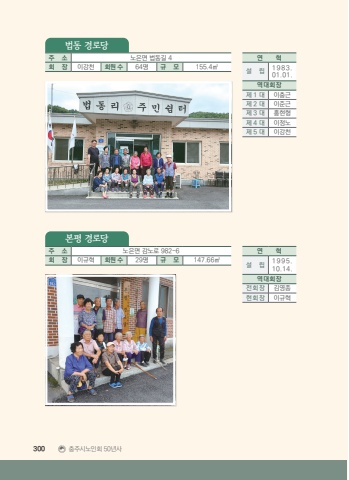 법동 경로당
주 소 노은면 법동길 4
회 장 이강천 회원수 64명 규 모 155.4㎡
연 혁
설 립 1983. 01.01.
역대회장
제1대 이출근
제2대 이준근
제3대 홍현형
제4대 이정노
제5대 이강천
법동리 주민쉼터
본평 경로당
주 소 노은면 감노로 982-6
회 장 이규혁 회원수 29명 규 모 147.66㎡
연 혁
설 립 1995. 10.14.
역대회장
전회장 김명종
현회장 이규혁
300 충주시노인회 50년사